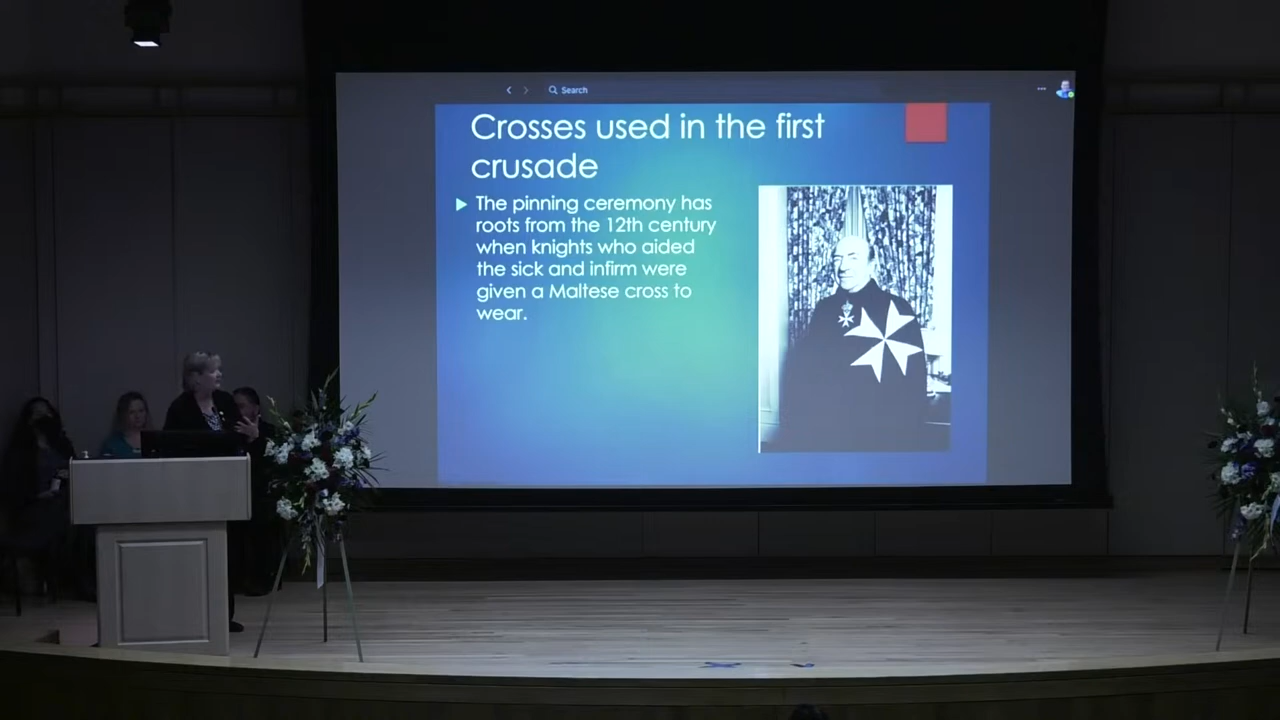 Search
Crosses used in the first
crusade
The pinning ceremony has
roots from the 12th century
when knights who aided
the sick and infirm were
given a Maltese cross to
wear.